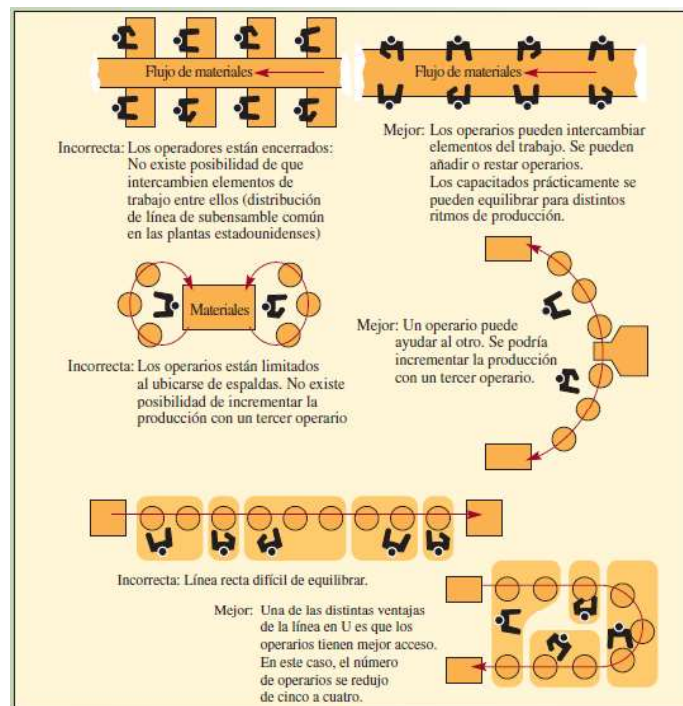 Flujo de materiales
Incorrecta: Los operadores están encerrados:
No existe posibilidad de que
intercambien elementos de
trabajo entre ellos (distribución
de línea de subensamble común
en las plantas estadounidenses)
Flujo de materiales
Mejor: Los operarios pueden intercambiar
elementos del trabajo. Se pueden
añadir o restar operarios.
Los capacitados prácticamente se
pueden equilibrar para distintos
ritmos de producción.
Materiales
Incorrecta: Los operarios están limitados
al ubicarse de espaldas. No existe
posibilidad de incrementar la
producción con un tercer operario
Mejor: Un operario puede
ayudar al otro. Se podría
incrementar la producción
con un tercer operario.
Incorrecta: Línea recta difícil de equilibrar.
Mejor: Una de las distintas ventajas
de la línea en U es que los
operarios tienen mejor acceso.
En este caso, el número
de operarios se redujo
de cinco a cuatro.